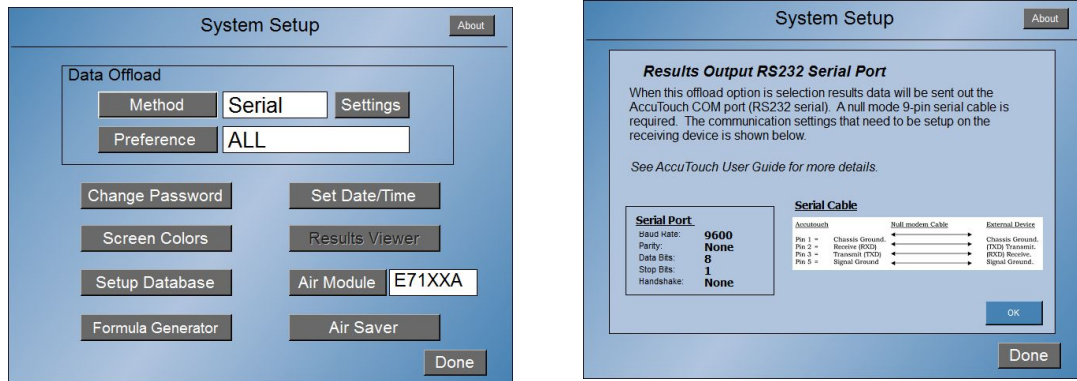 System Setup
About
Data Offload
Method Serial Settings
Preference ALL
Change Password Set Date/Time
Screen Colors Results Viewer
Setup Database Air Module E71XXA
Formula Generator Air Saver
Done
System Setup
About
Results Output RS232 Serial Port
When this offload option is selection results data will be sent out the
AccuTouch COM port (RS232 serial). A null mode 9-pin serial cable is
required. The communication settings that need to be setup on the
receiving device is shown below.
See AccuTouch User Guide for more details.
Serial Port
Baud Rate: 9600
Parity: None
Data Bits: 8
Stop Bits: 1
Handshake: None
Serial Cable
Accutouch Null modem Cable External Device
Pin 1 = Chassis Ground. Chassis Ground.
Pin 2 = Receive (RXD) (TXD) Transmit.
Pin 3 = Transmit (TXD) (RXD) Receive.
Pin 5 = Signal Ground Signal Ground.
OK
Done